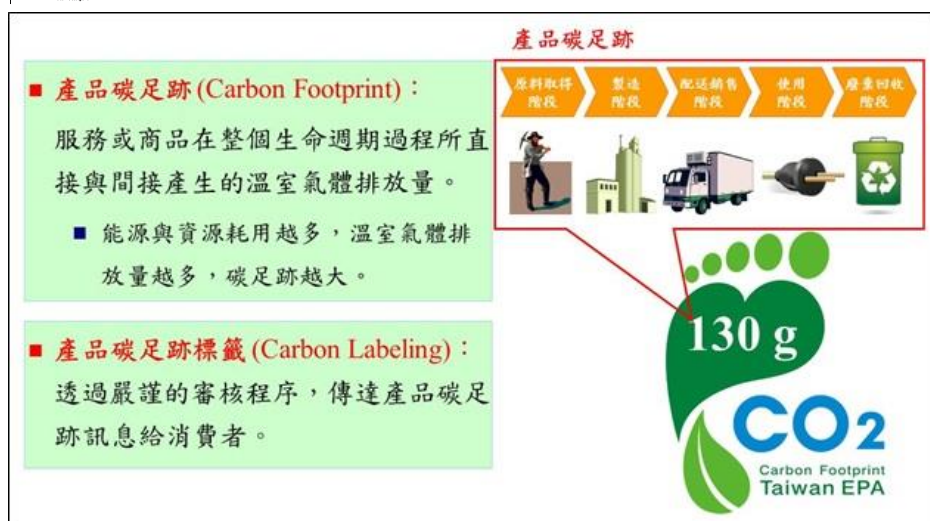 ■ 產品碳足跡(Carbon Footprint)：
服務或商品在整個生命週期過程所直
接與間接產生的溫室氣體排放量。
■ 能源與資源耗用越多，溫室氣體排
放量越多，碳足跡越大。
■ 產品碳足跡標籤(Carbon Labeling)：
透過嚴謹的審核程序，傳達產品碳足
跡訊息給消費者。
產品碳足跡
原料取得
階段
製造
階段
配送銷售
階段
使用
階段
廢棄回收
階段
130 g
CO2
Carbon Footprint
Taiwan EPA